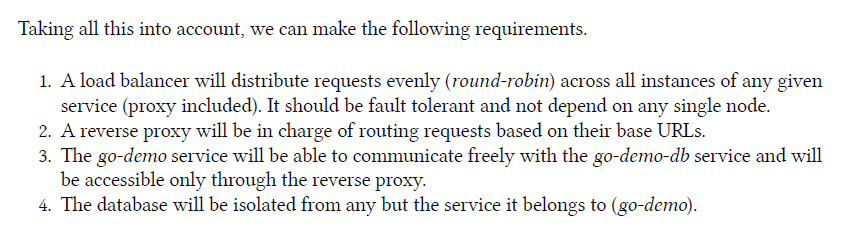 Taking all this into account, we can make the following requirements.
1. A load balancer will distribute requests evenly (round-robin) across all instances of any given
service (proxy included). It should be fault tolerant and not depend on any single node.
2. A reverse proxy will be in charge of routing requests based on their base URLs.
3. The go-demo service will be able to communicate freely with the go-demo-db service and will
be accessible only through the reverse proxy.
4. The database will be isolated from any but the service it belongs to (go-demo).